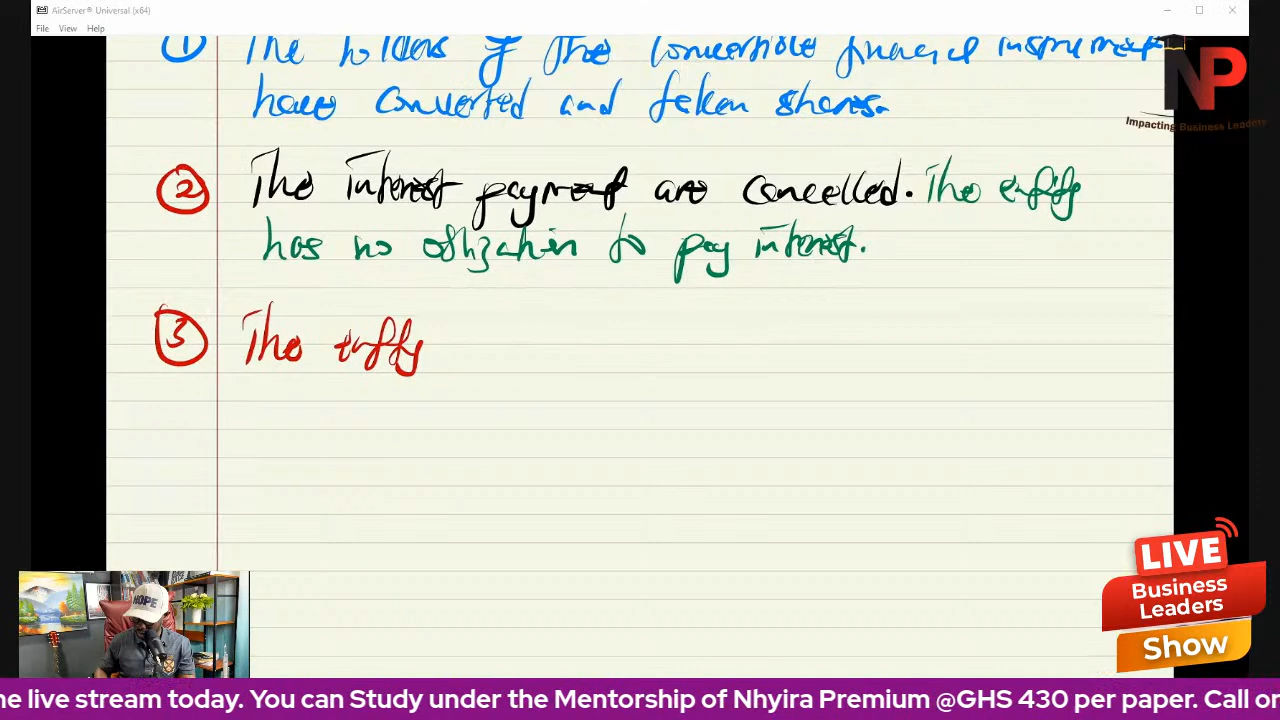 AirServer® Universal (x64)
File View Help
① The holders of the convertible financial instrument
have converted and taken shares.
② The interest payment are cancelled. The entity
has no obligation to pay interest.
③ The entity
NP
Impacting Business Leaders
HOPE
LIVE
Business
Leaders
Show
ne live stream today. You can Study under the Mentorship of Nhyira Premium @GHS 430 per paper. Call or